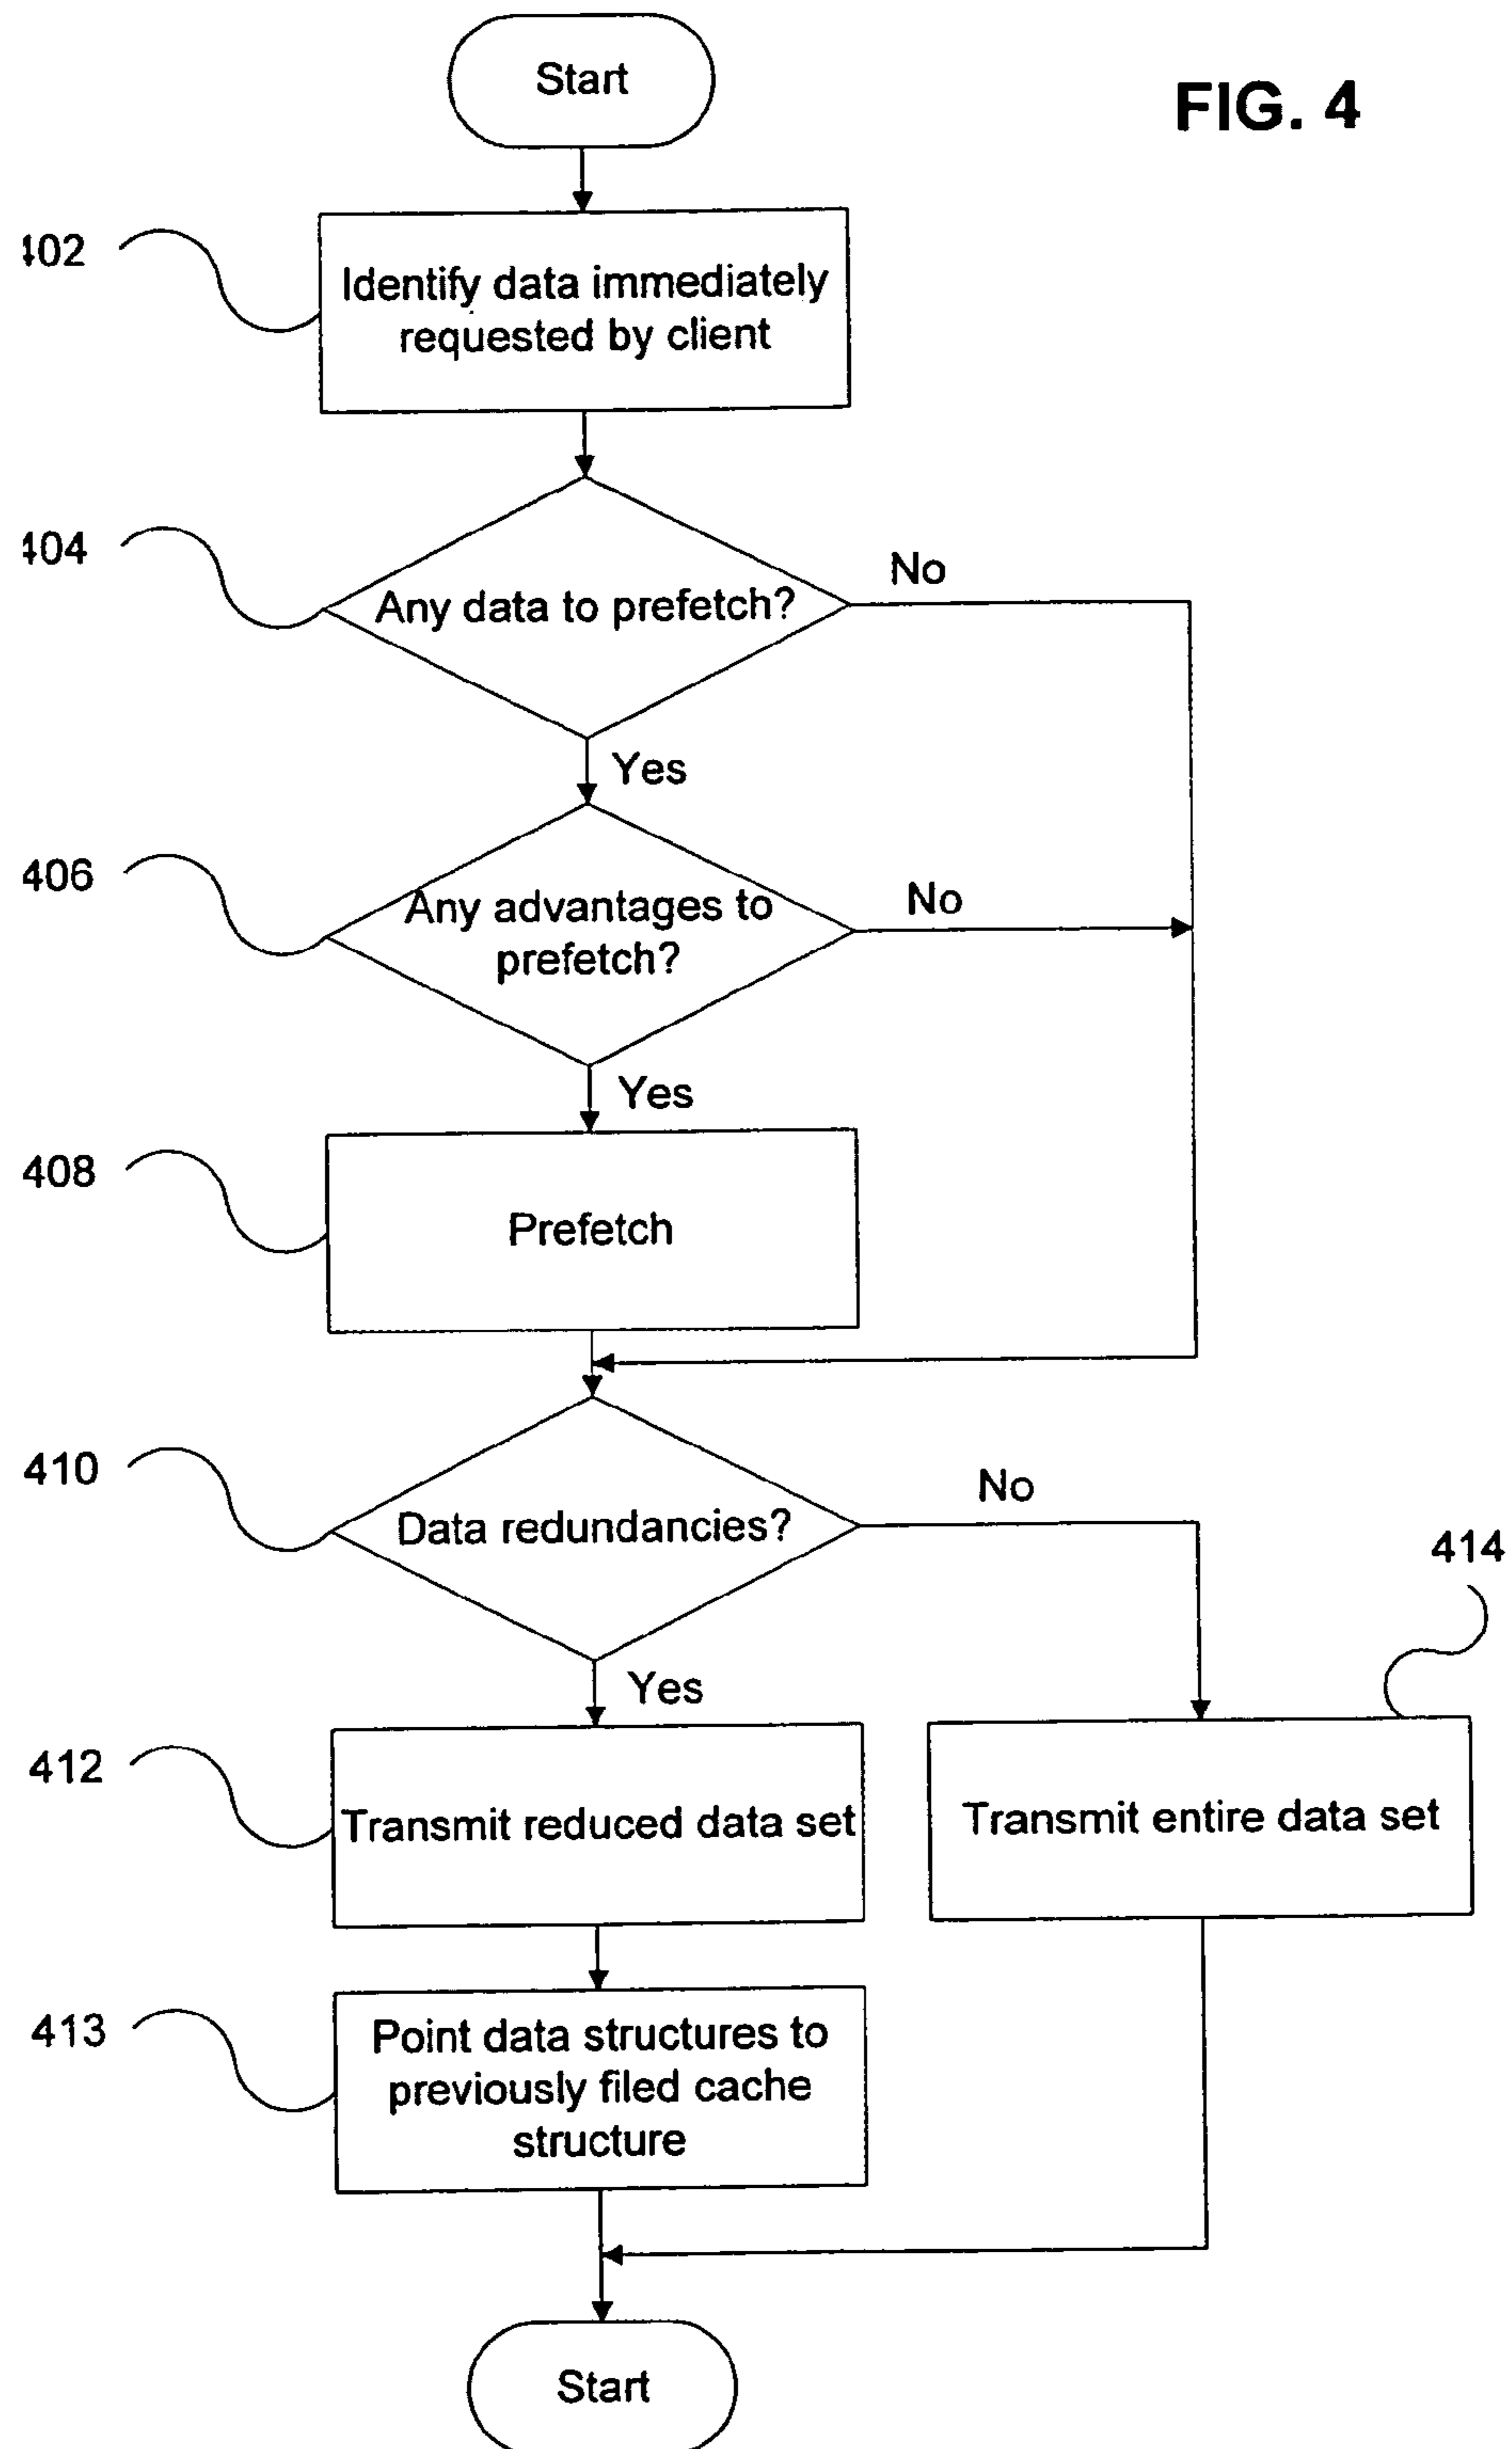 Start
FIG. 4
402
Identify data immediately
requested by client
404
Any data to prefetch?
No
Yes
406
Any advantages to
prefetch?
No
Yes
408
Prefetch
410
Data redundancies?
No
414
Yes
412
Transmit reduced data set
Transmit entire data set
413
Point data structures to
previously filed cache
structure
Start